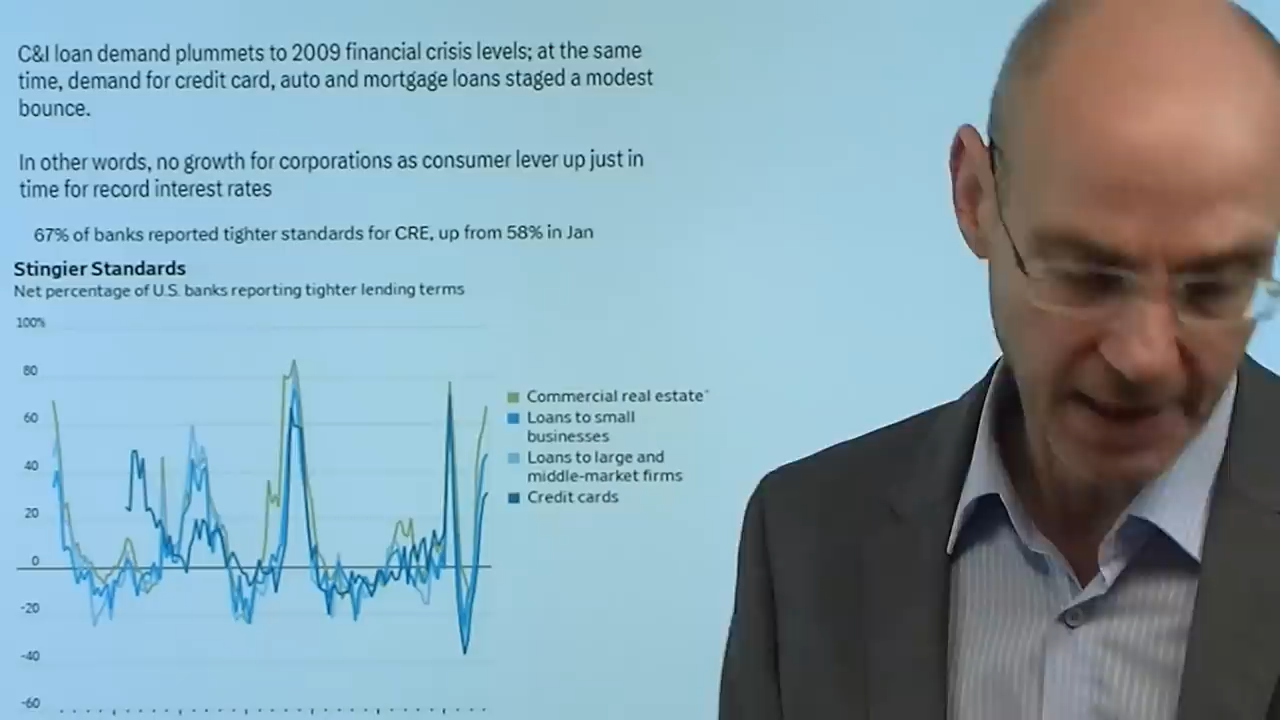 C&I loan demand plummets to 2009 financial crisis levels; at the same
time, demand for credit card, auto and mortgage loans staged a modest
bounce.
In other words, no growth for corporations as consumer lever up just in
time for record interest rates
67% of banks reported tighter standards for CRE, up from 58% in Jan
Stingier Standards
Net percentage of U.S. banks reporting tighter lending terms
100%
80
60
40
20
0
-20
-40
-60
Commercial real estate*
Loans to small
businesses
Loans to large and
middle-market firms
Credit cards